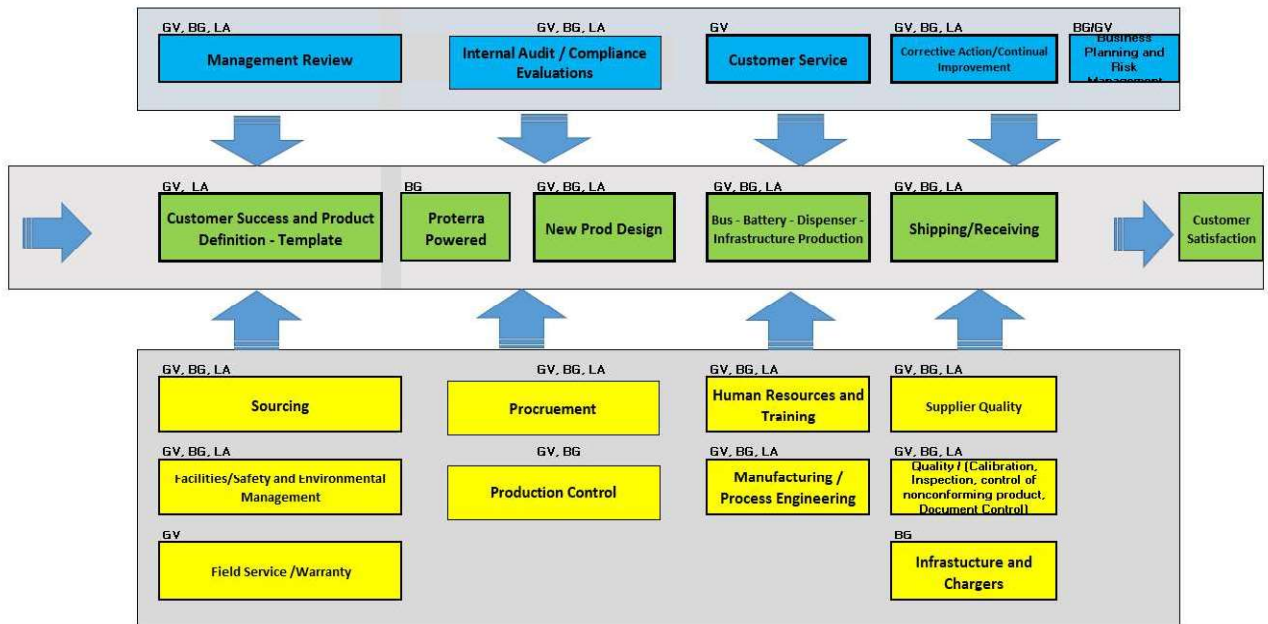 GV, BG, LA
Management Review
GV, BG, LA
Internal Audit / Compliance
Evaluations
GV
Customer Service
GV, BG, LA
Corrective Action/Continual
Improvement
BG/GV
Business
Planning and
Risk
Management
GV, LA
Customer Success and Product
Definition - Template
BG
Proterra
Powered
GV, BG, LA
New Prod Design
GV, BG, LA
Bus - Battery - Dispenser -
Infrastructure Production
GV, BG, LA
Shipping/Receiving
Customer
Satisfaction
GV, BG, LA
Sourcing
GV, BG, LA
Procruement
GV, BG, LA
Human Resources and
Training
GV, BG, LA
Supplier Quality
GV, BG, LA
Facilities/Safety and Environmental
Management
GV, BG
Production Control
GV, BG, LA
Manufacturing /
Process Engineering
GV, BG, LA
Quality / (Calibration,
Inspection, control of
nonconforming product,
Document Control)
GV
Field Service /Warranty
BG
Infrastucture and
Chargers